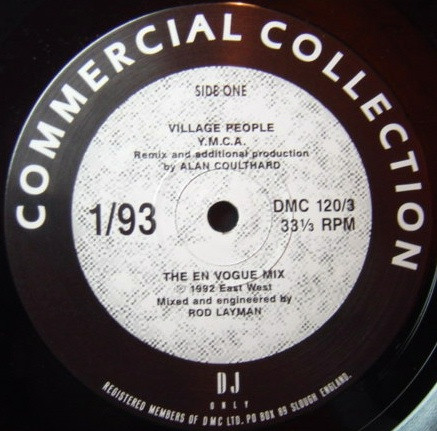 COMMERCIAL COLLECTION
SIDE ONE
VILLAGE PEOPLE
Y.M.C.A.
Remix and additional production
by ALAN COULTHARD
1/93
DMC 120/3
33⅓ RPM
THE EN VOGUE MIX
℗ 1992 East West
Mixed and engineered by
ROD LAYMAN
DJ
ONLY
REGISTERED MEMBERS OF DMC LTD. PO BOX 89 SLOUGH ENGLAND.